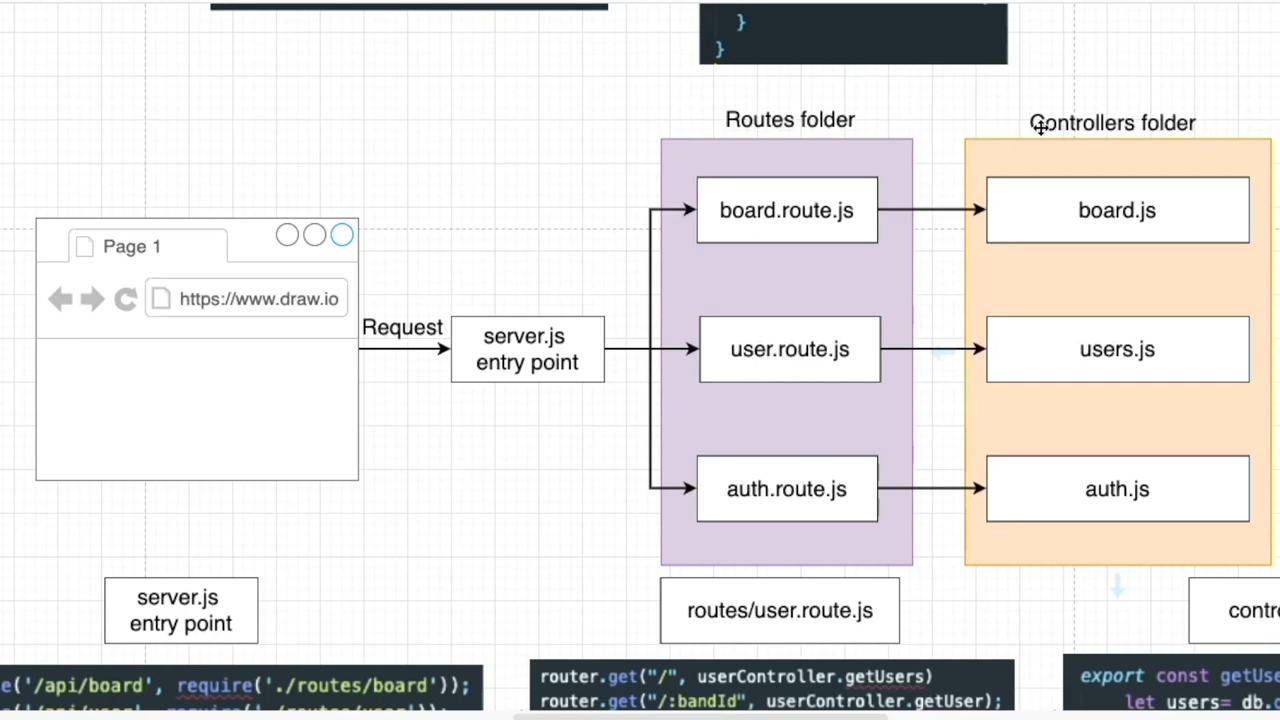 }
}
Routes folder
Controllers folder
board.route.js
board.js
Page 1
https://www.draw.io
Request
server.js
entry point
user.route.js
users.js
auth.route.js
auth.js
server.js
entry point
routes/user.route.js
contr
e('/api/board', require('./routes/board'));
router.get("/", userController.getUsers)
router.get("/:bandId", userController.getUser);
export const getUse
let users= db.